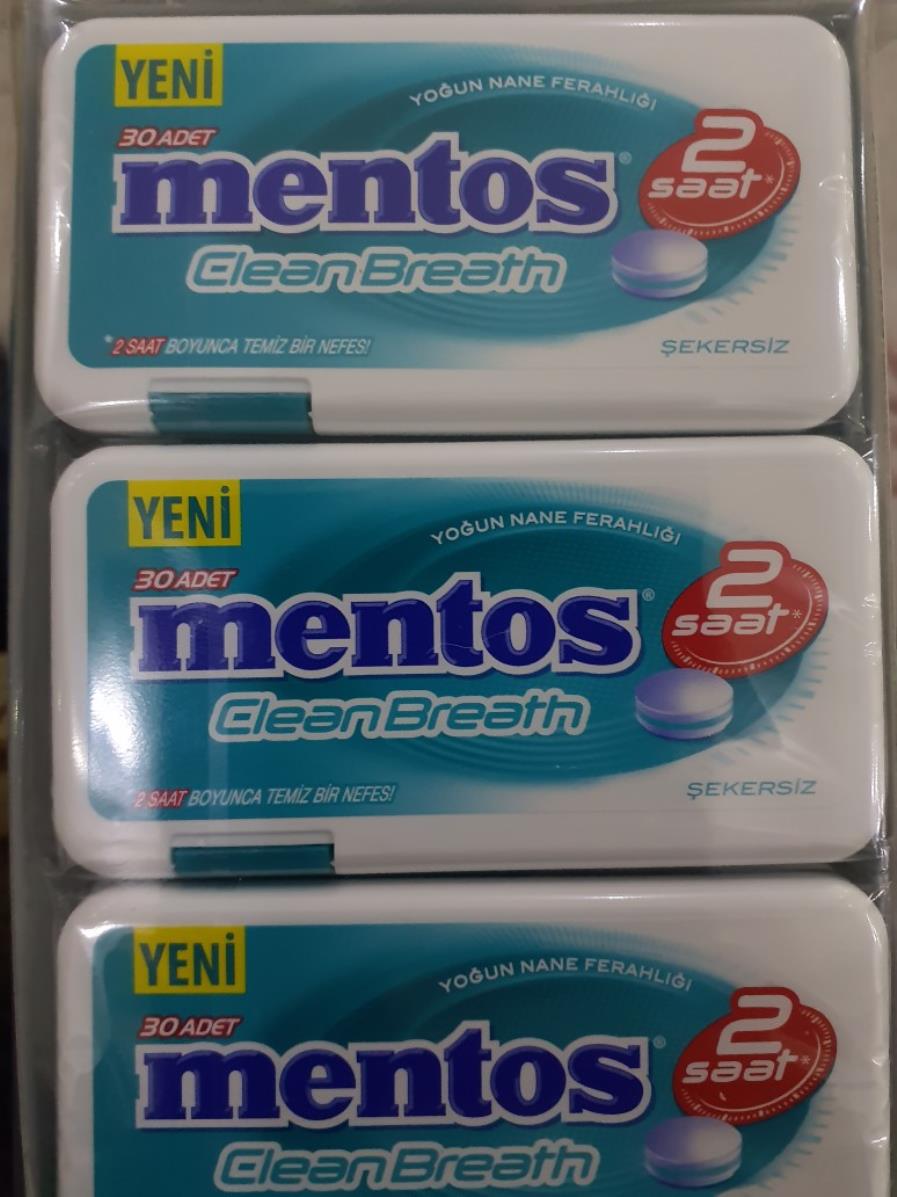 YENİ
YOĞUN NANE FERAHLIĞI
30 ADET
mentos®
2
saat*
CleanBreath
*2 SAAT BOYUNCA TEMİZ BİR NEFES!
ŞEKERSİZ
YENİ
YOĞUN NANE FERAHLIĞI
30 ADET
mentos®
2
saat*
CleanBreath
2 SAAT BOYUNCA TEMİZ BİR NEFES!
ŞEKERSİZ
YENİ
YOĞUN NANE FERAHLIĞI
30 ADET
mentos®
2
saat*
CleanBreath